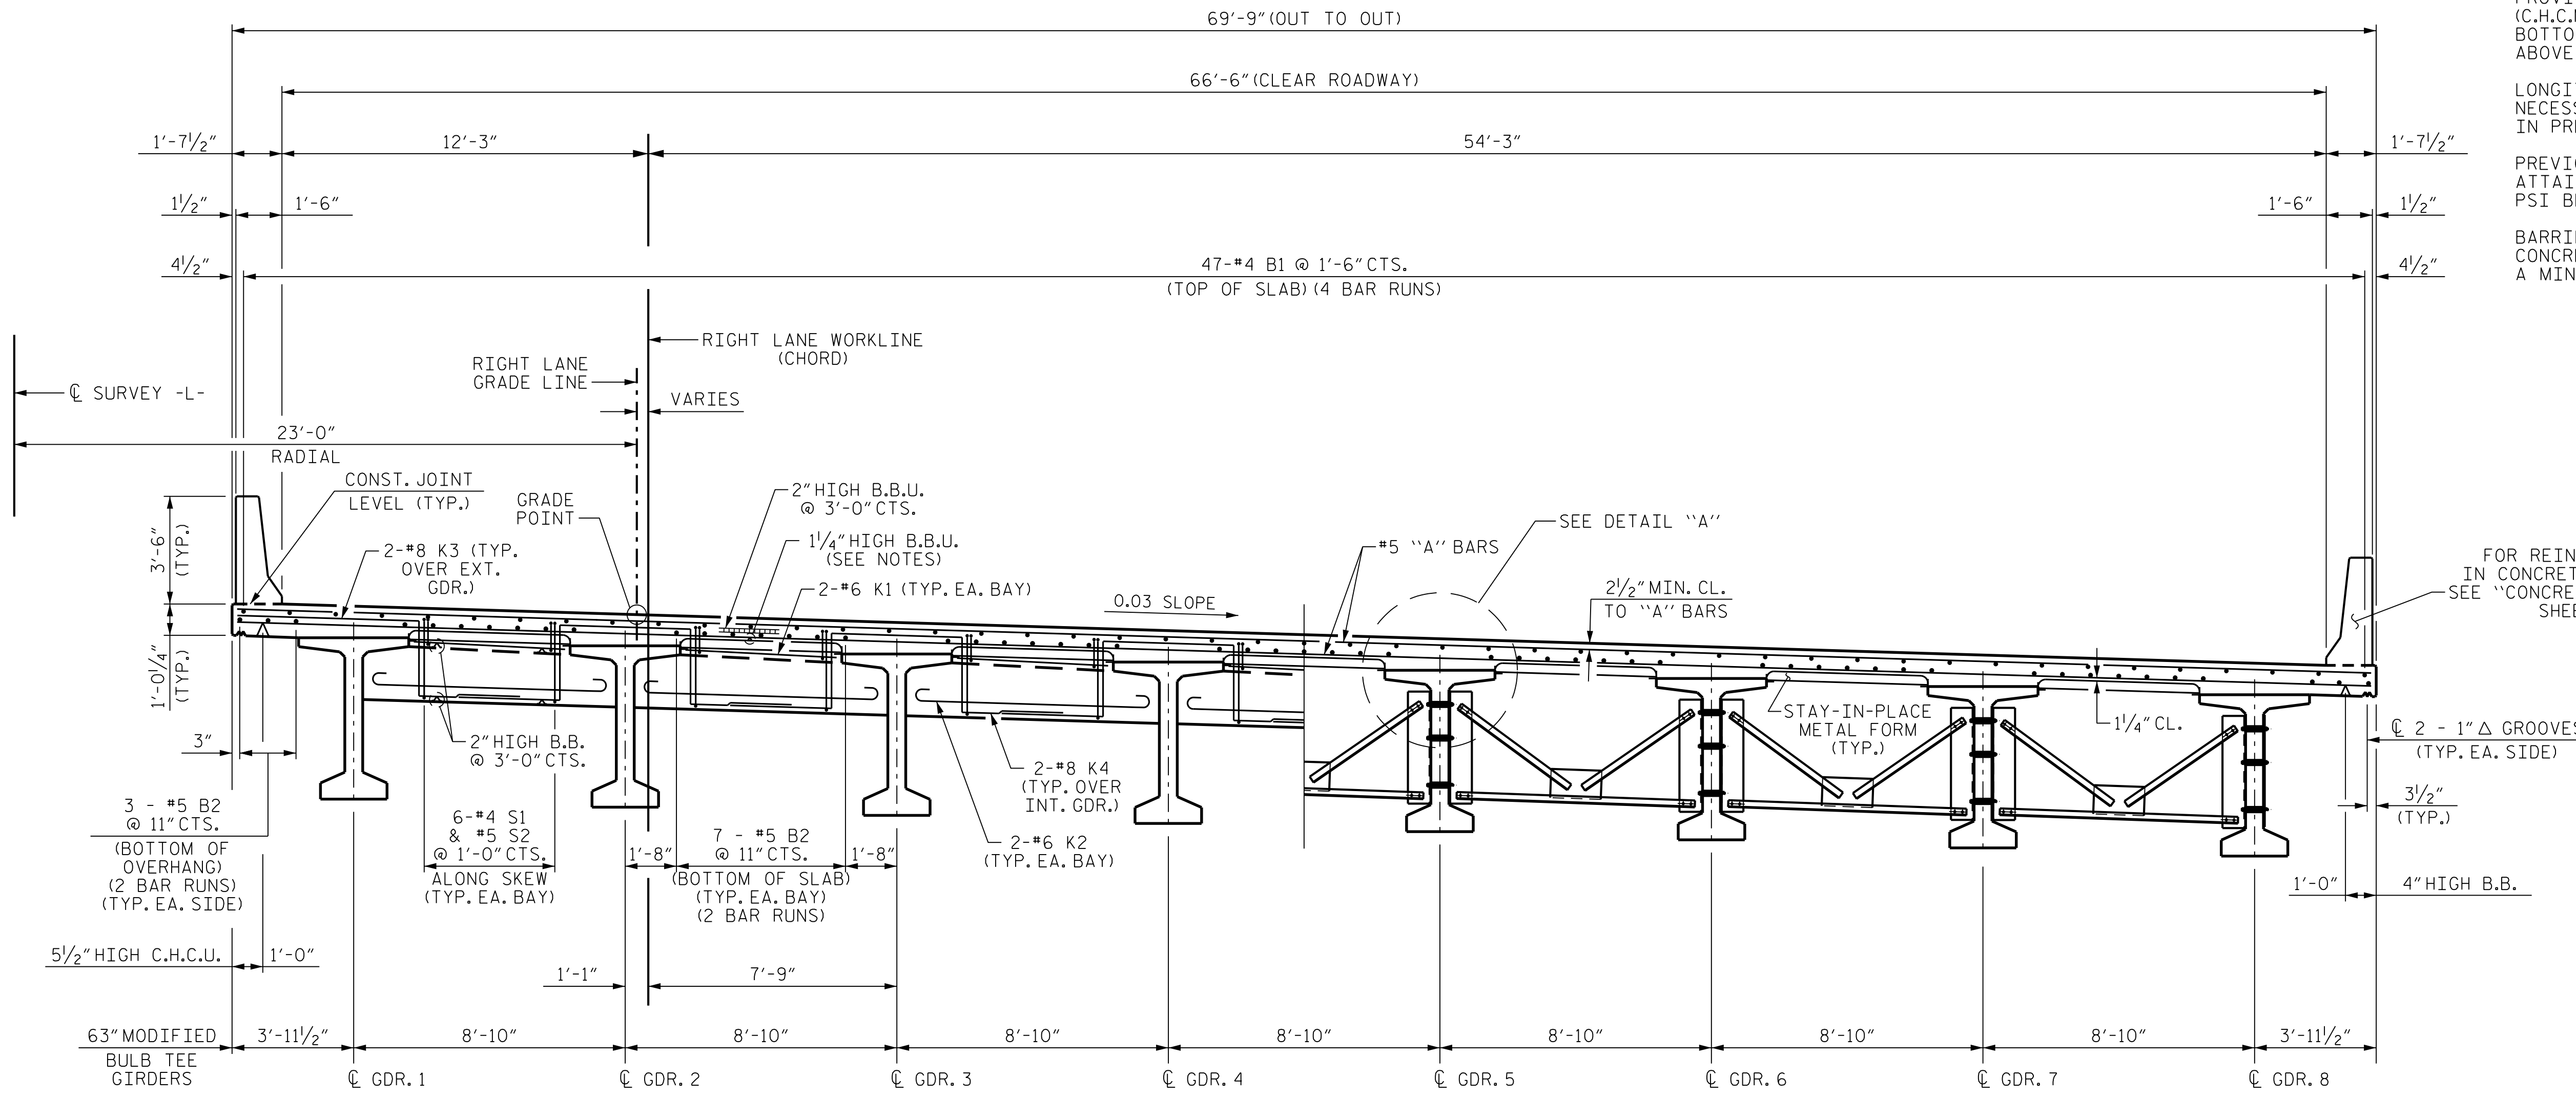 69'-9" (OUT TO OUT)
66'-6" (CLEAR ROADWAY)
1'-7½"
12'-3"
54'-3"
1'-7½"
1½"
1'-6"
1'-6"
1½"
4½"
47-#4 B1 @ 1'-6" CTS.
(TOP OF SLAB) (4 BAR RUNS)
4½"
(C.H.C.
BOTTO
ABOVE
LONGI
NECESS
IN PR
PREVI
ATTAI
PSI B
BARRI
CONCR
A MIN
RIGHT LANE WORKLINE
(CHORD)
RIGHT LANE
GRADE LINE
℄ SURVEY -L-
VARIES
23'-0"
RADIAL
CONST. JOINT
LEVEL (TYP.)
GRADE
POINT
2" HIGH B.B.U.
@ 3'-0" CTS.
1¼" HIGH B.B.U.
(SEE NOTES)
2-#6 K1 (TYP. EA. BAY)
SEE DETAIL "A"
#5 "A" BARS
2½" MIN. CL.
TO "A" BARS
0.03 SLOPE
3'-6"
(TYP.)
2-#8 K3 (TYP.
OVER EXT.
GDR.)
1'-0¼"
(TYP.)
FOR REIN
IN CONCRET
SEE "CONCRE
SHEE
STAY-IN-PLACE
METAL FORM
(TYP.)
1¼" CL.
℄ 2 - 1" △ GROOVES
(TYP. EA. SIDE)
3"
2" HIGH B.B.
@ 3'-0" CTS.
2-#8 K4
(TYP. OVER
INT. GDR.)
3½"
(TYP.)
3 - #5 B2
@ 11" CTS.
(BOTTOM OF
OVERHANG)
(2 BAR RUNS)
(TYP. EA. SIDE)
6-#4 S1
& #5 S2
@ 1'-0" CTS.
ALONG SKEW
(TYP. EA. BAY)
1'-8"
7 - #5 B2
@ 11" CTS.
(BOTTOM OF SLAB)
(TYP. EA. BAY)
(2 BAR RUNS)
1'-8"
2-#6 K2
(TYP. EA. BAY)
1'-0"
4" HIGH B.B.
5½" HIGH C.H.C.U.
1'-0"
1'-1"
7'-9"
63" MODIFIED
BULB TEE
GIRDERS
3'-11½"
8'-10"
8'-10"
8'-10"
8'-10"
8'-10"
8'-10"
8'-10"
3'-11½"
℄ GDR. 1
℄ GDR. 2
℄ GDR. 3
℄ GDR. 4
℄ GDR. 5
℄ GDR. 6
℄ GDR. 7
℄ GDR. 8